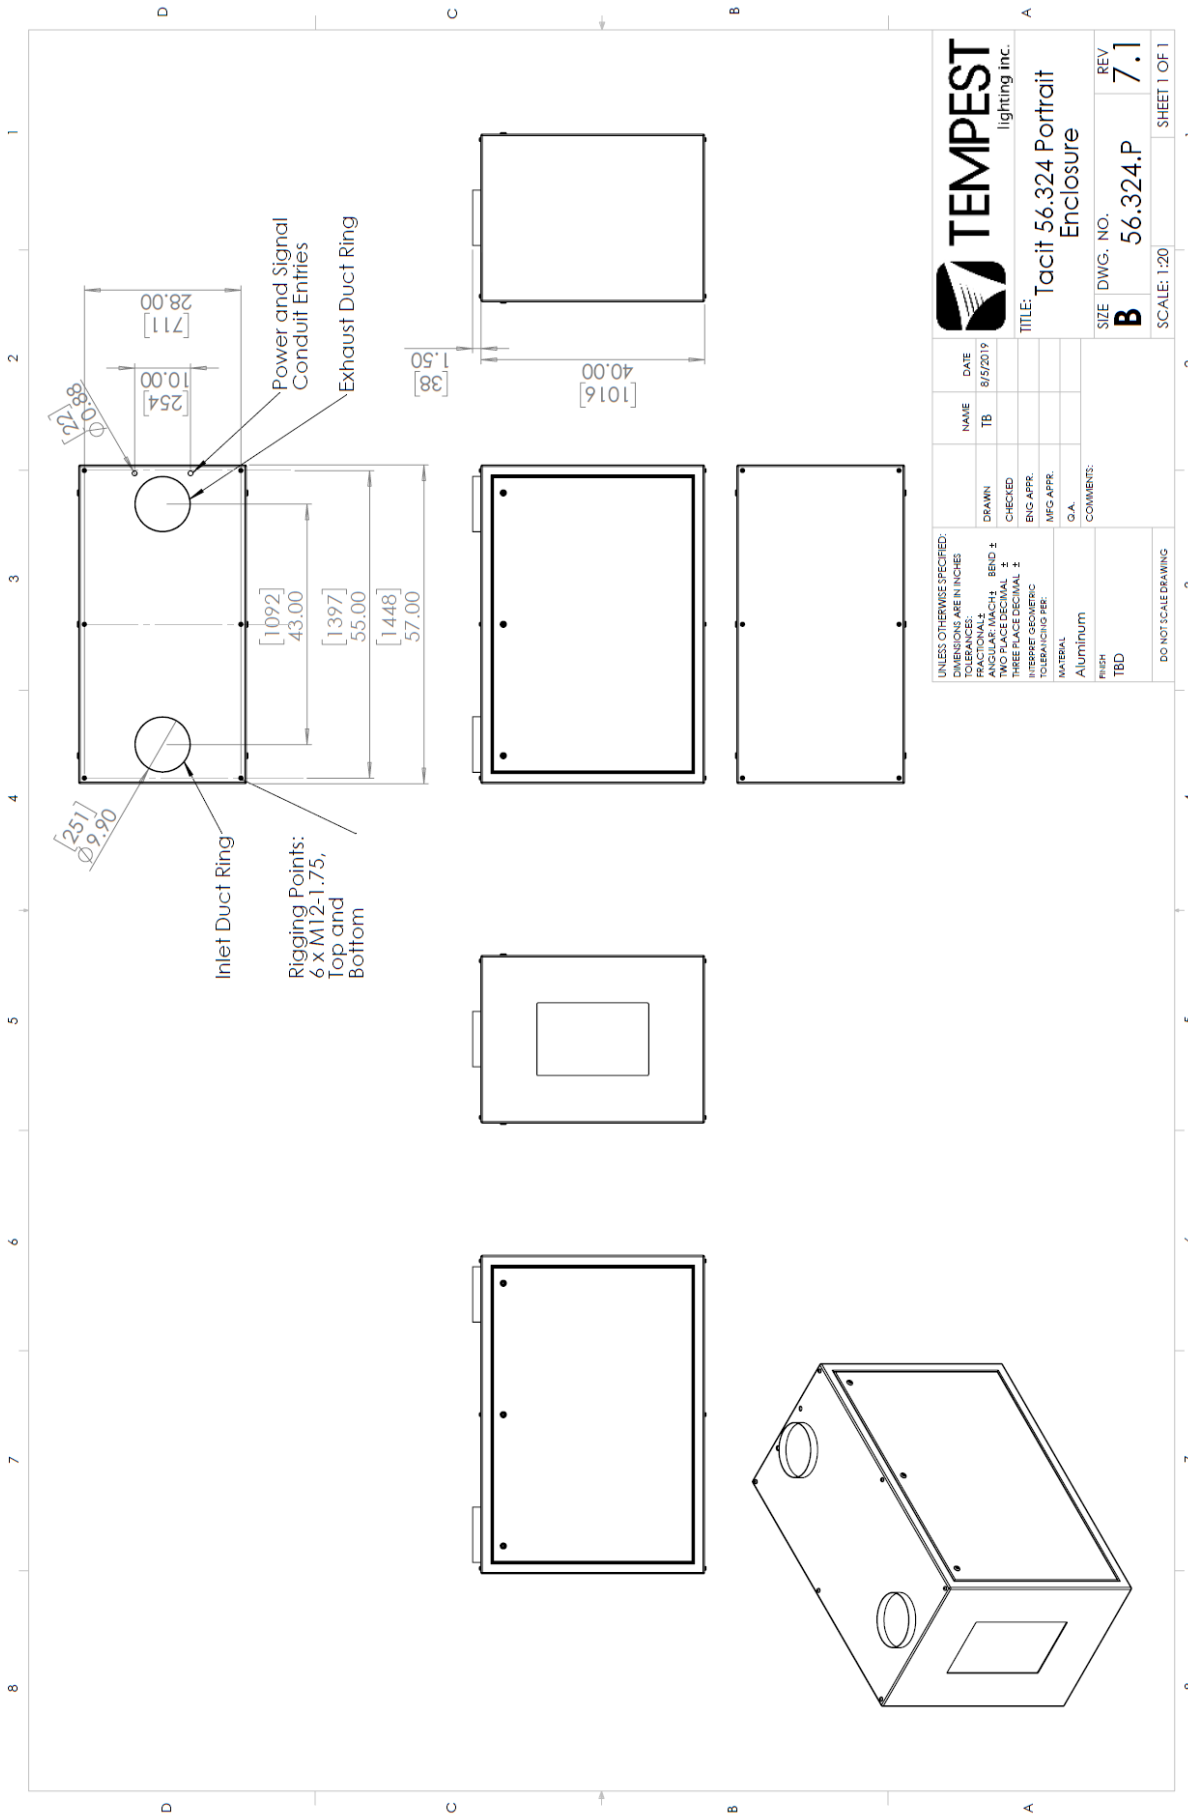 8
7
6
5
4
3
2
1
D
C
B
A
D
C
B
A
[251]
Ø9.90
Inlet Duct Ring
Rigging Points:
6 x M12-1.75,
Top and
Bottom
[1092]
43.00
[1397]
55.00
[1448]
57.00
[22]
Ø0.88
[254]
10.00
[711]
28.00
Power and Signal
Conduit Entries
Exhaust Duct Ring
[38]
1.50
[1016]
40.00
UNLESS OTHERWISE SPECIFIED:
DIMENSIONS ARE IN INCHES
TOLERANCES:
FRACTIONAL±
ANGULAR: MACH± BEND ±
TWO PLACE DECIMAL ±
THREE PLACE DECIMAL ±
INTERPRET GEOMETRIC
TOLERANCING PER:
MATERIAL
Aluminum
FINISH
TBD
DO NOT SCALE DRAWING
NAME DATE
DRAWN TB 8/5/2019
CHECKED
ENG APPR.
MFG APPR.
Q.A.
COMMENTS:
TEMPEST
lighting inc.
TITLE:
Tacit 56.324 Portrait
Enclosure
SIZE DWG. NO. REV
B 56.324.P 7.1
SCALE: 1:20 SHEET 1 OF 1